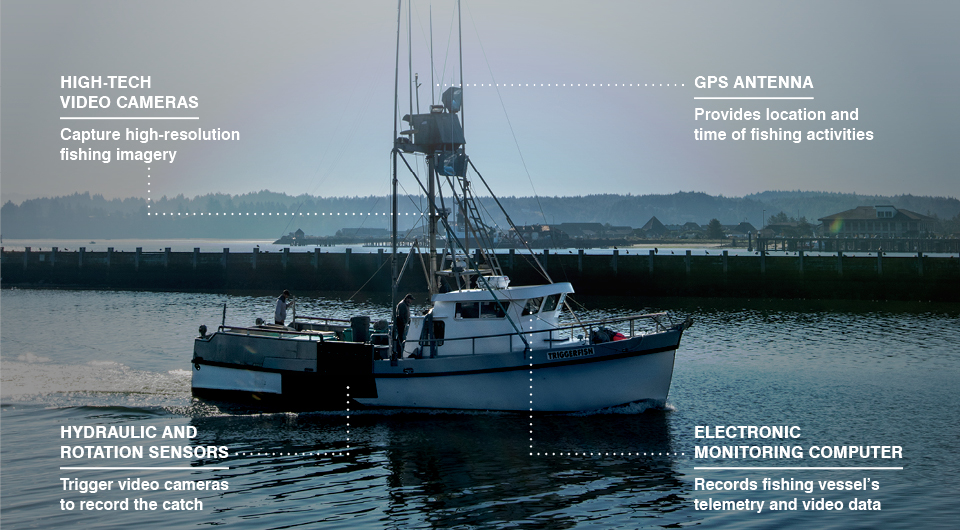 HIGH-TECH
VIDEO CAMERAS
Capture high-resolution
fishing imagery
GPS ANTENNA
Provides location and
time of fishing activities
TRIGGERFISH
HYDRAULIC AND
ROTATION SENSORS
Trigger video cameras
to record the catch
ELECTRONIC
MONITORING COMPUTER
Records fishing vessel's
telemetry and video data